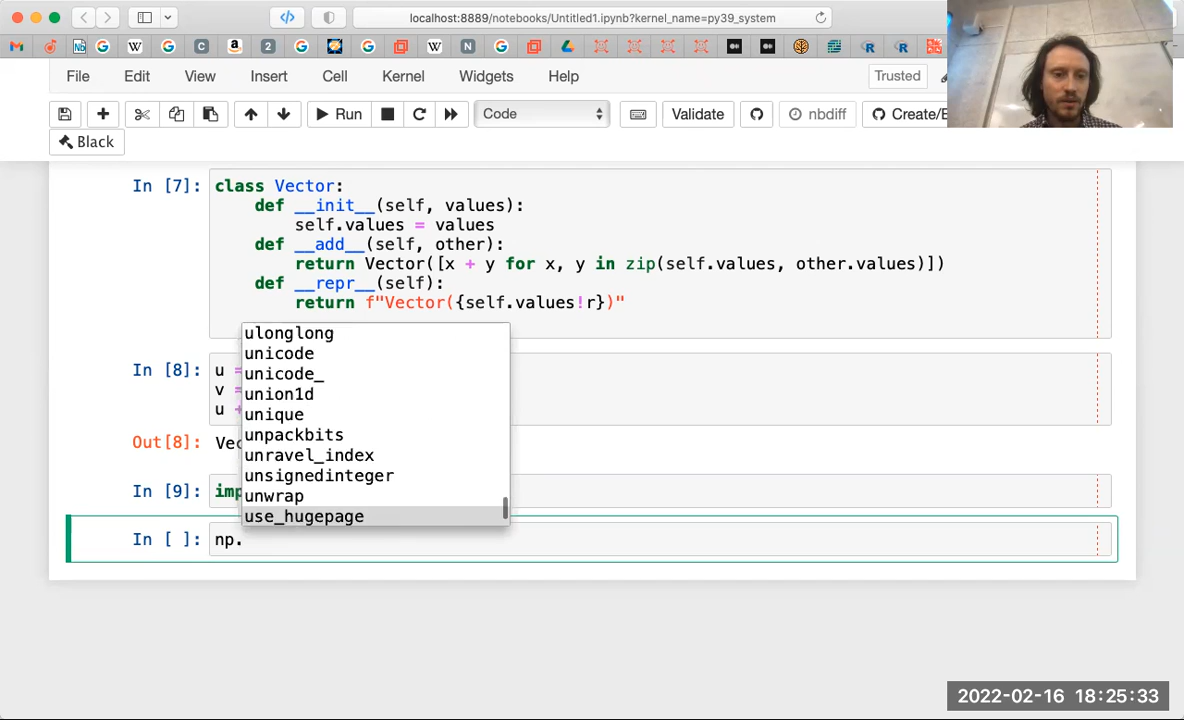 localhost:8889/notebooks/Untitled1.ipynb?kernel_name=py39_system
File Edit View Insert Cell Kernel Widgets Help Trusted
Run Code Validate nbdiff Create/E
Black
In [7]: class Vector:
def __init__(self, values):
self.values = values
def __add__(self, other):
return Vector([x + y for x, y in zip(self.values, other.values)])
def __repr__(self):
return f"Vector({self.values!r})"
ulonglong
unicode
unicode_
union1d
unique
unpackbits
unravel_index
unsignedinteger
unwrap
use_hugepage
In [8]: u =
v =
u +
Out[8]: Vec
In [9]: imp
In [ ]: np.
2022-02-16 18:25:33